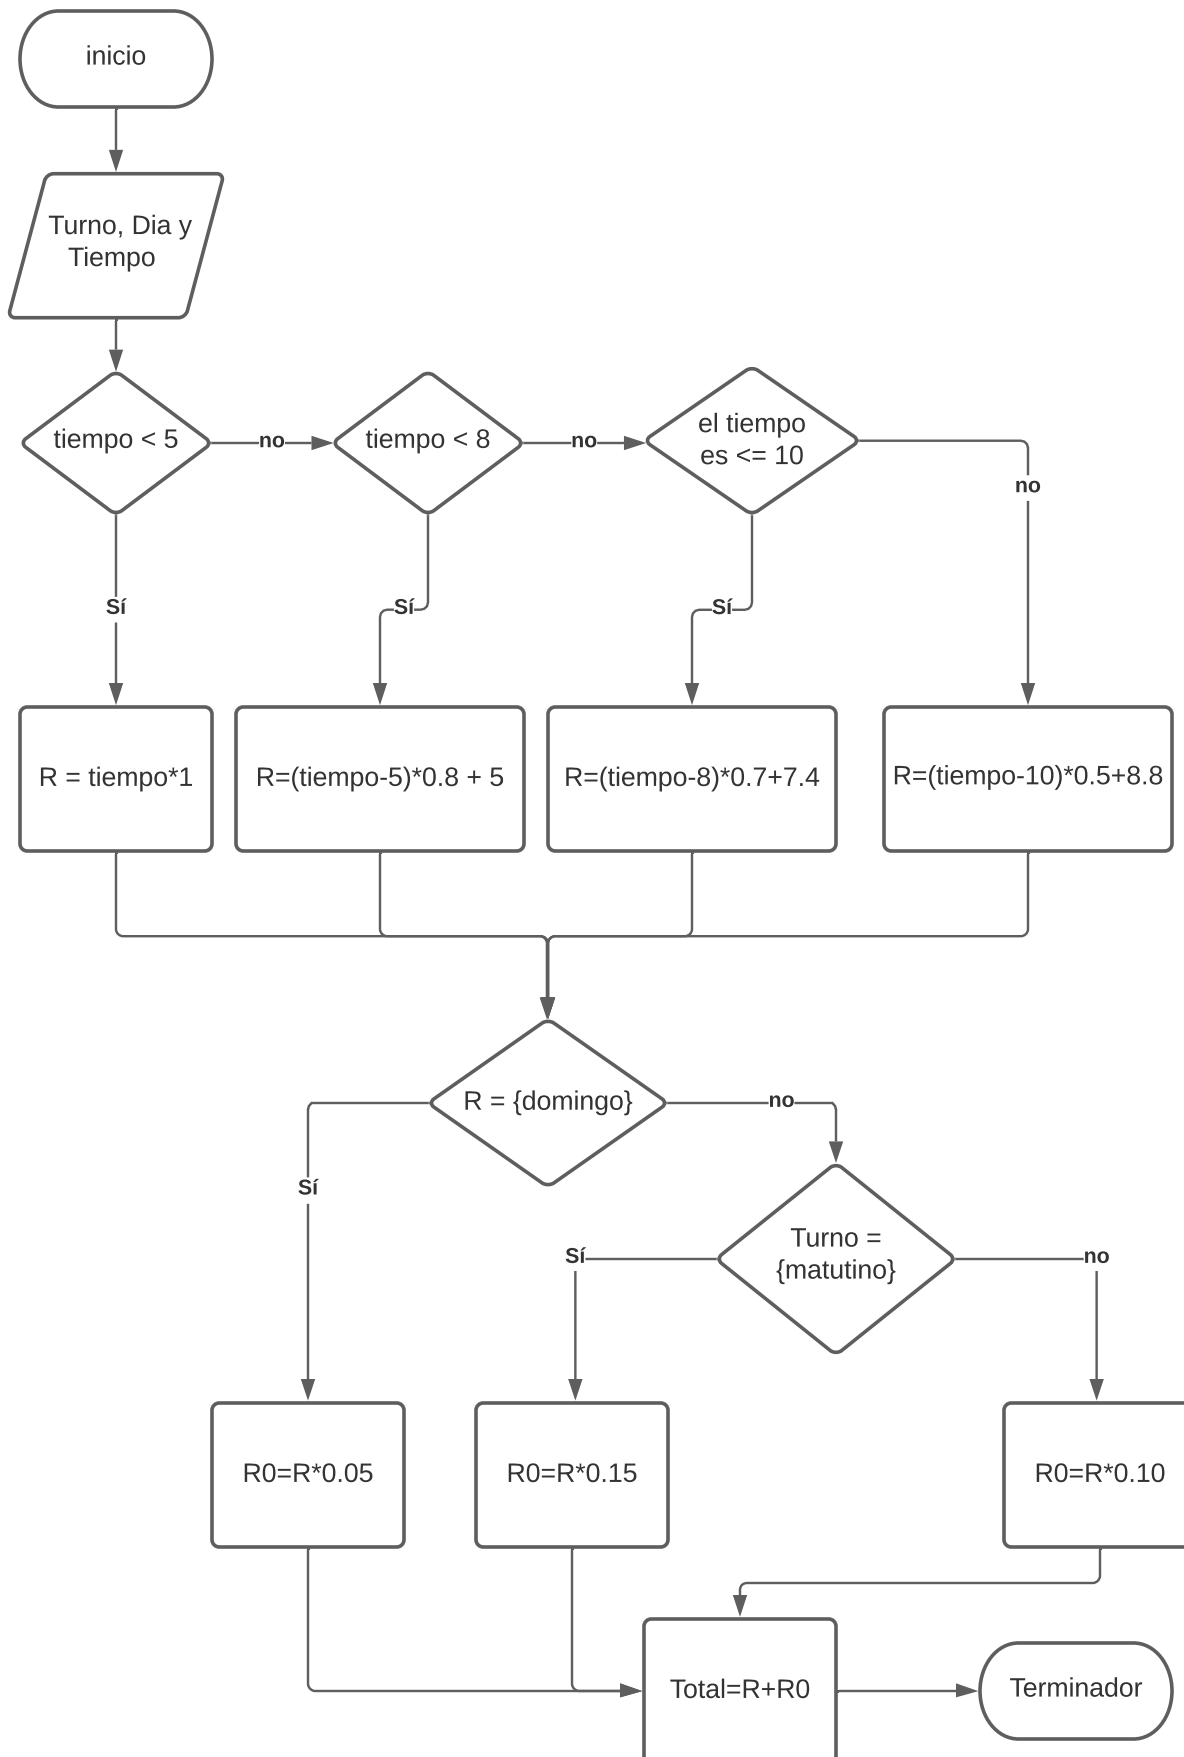 inicio
Turno, Dia y
Tiempo
tiempo < 5
no
tiempo < 8
no
el tiempo
es <= 10
no
Sí
Sí
Sí
R = tiempo*1
R=(tiempo-5)*0.8 + 5
R=(tiempo-8)*0.7+7.4
R=(tiempo-10)*0.5+8.8
R = {domingo}
no
Sí
Turno =
{matutino}
Sí
no
R0=R*0.05
R0=R*0.15
R0=R*0.10
Total=R+R0
Terminador